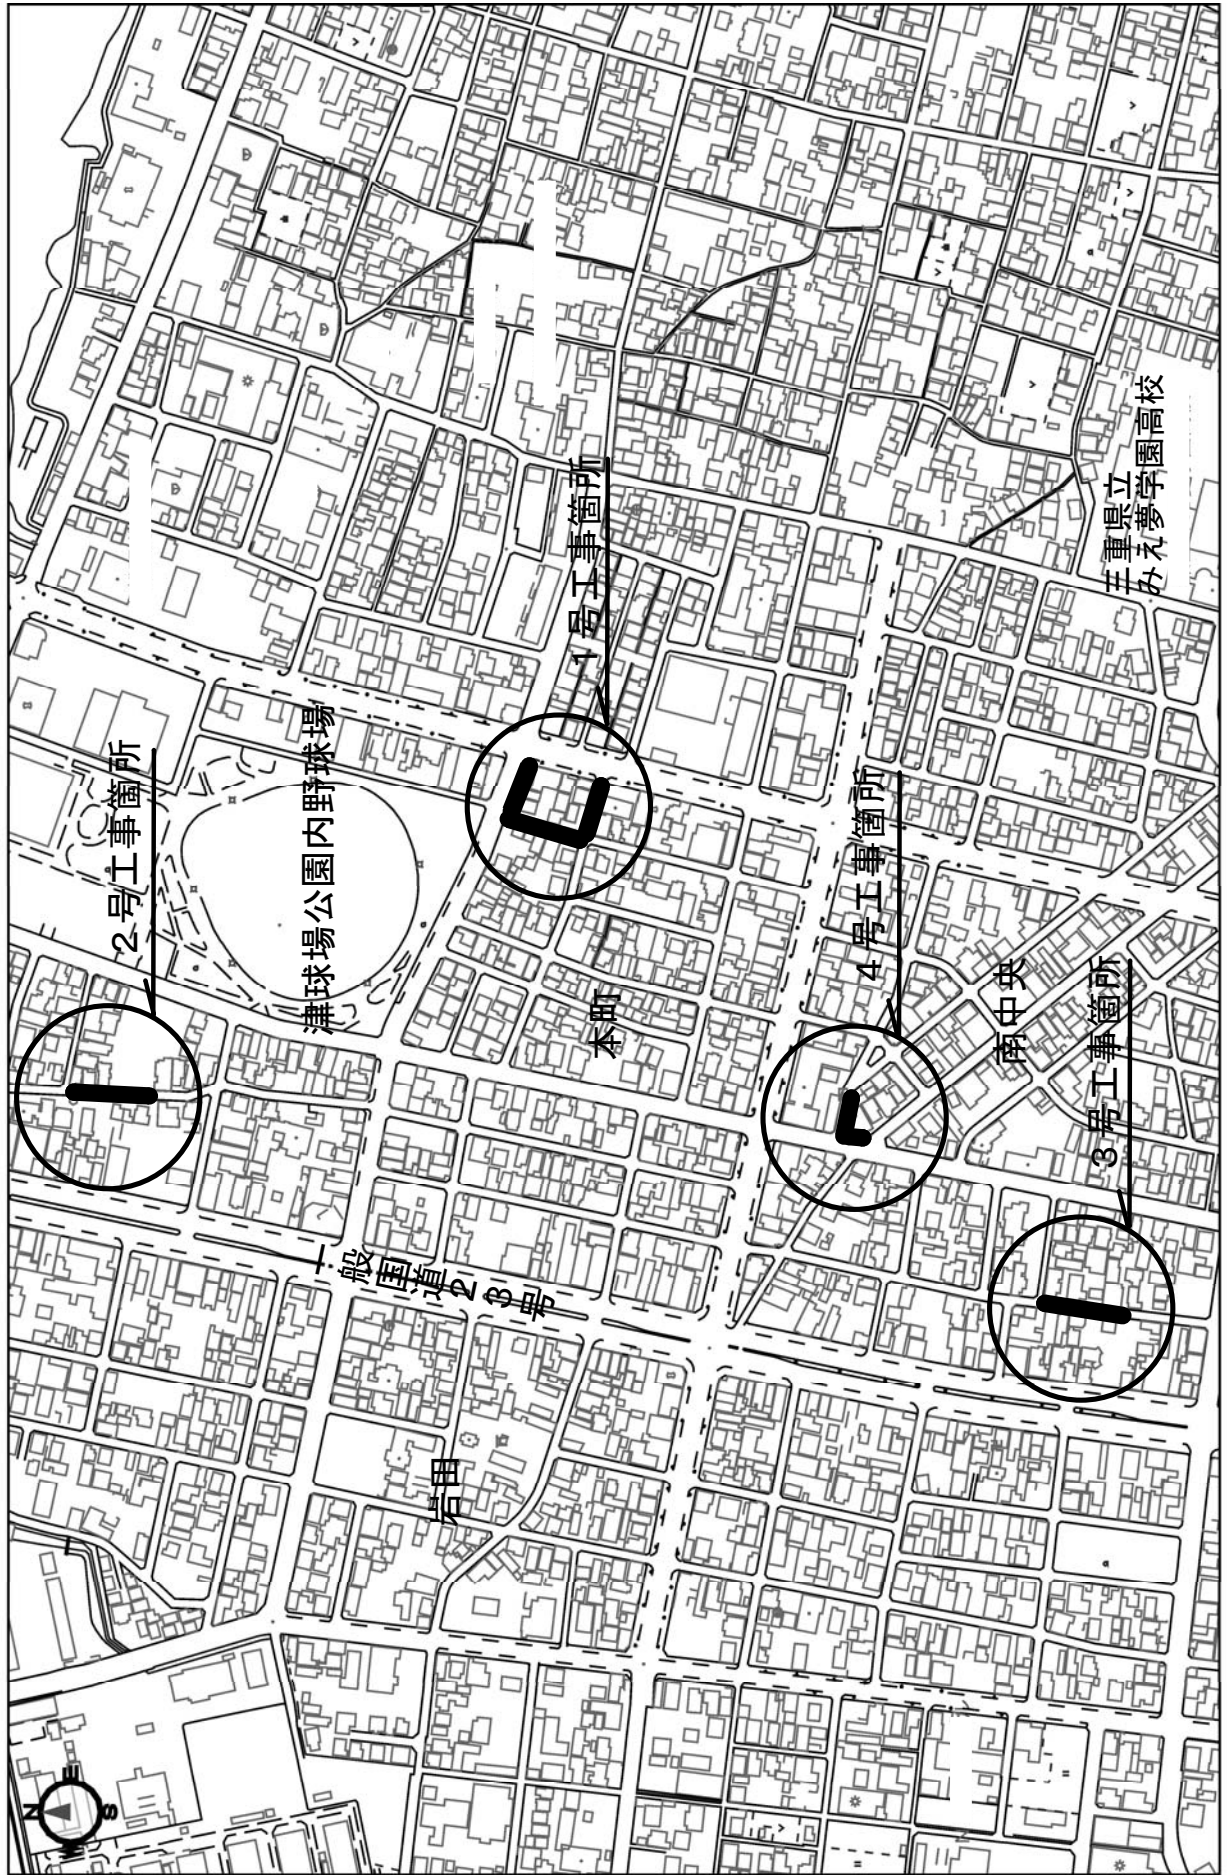 2号工事箇所
津球場公園内野球場
1号工事箇所
一般国道23号
岩田
本町
4号工事箇所
南中央
3号工事箇所
三重県立
みえ夢学園高校
N
W
E
S